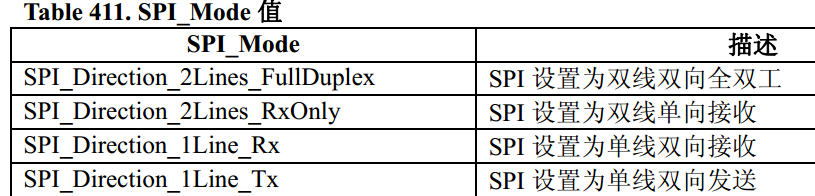 Table 411. SPI_Mode 值
SPI_Mode 描述
SPI_Direction_2Lines_FullDuplex SPI 设置为双线双向全双工
SPI_Direction_2Lines_RxOnly SPI 设置为双线单向接收
SPI_Direction_1Line_Rx SPI 设置为单线双向接收
SPI_Direction_1Line_Tx SPI 设置为单线双向发送